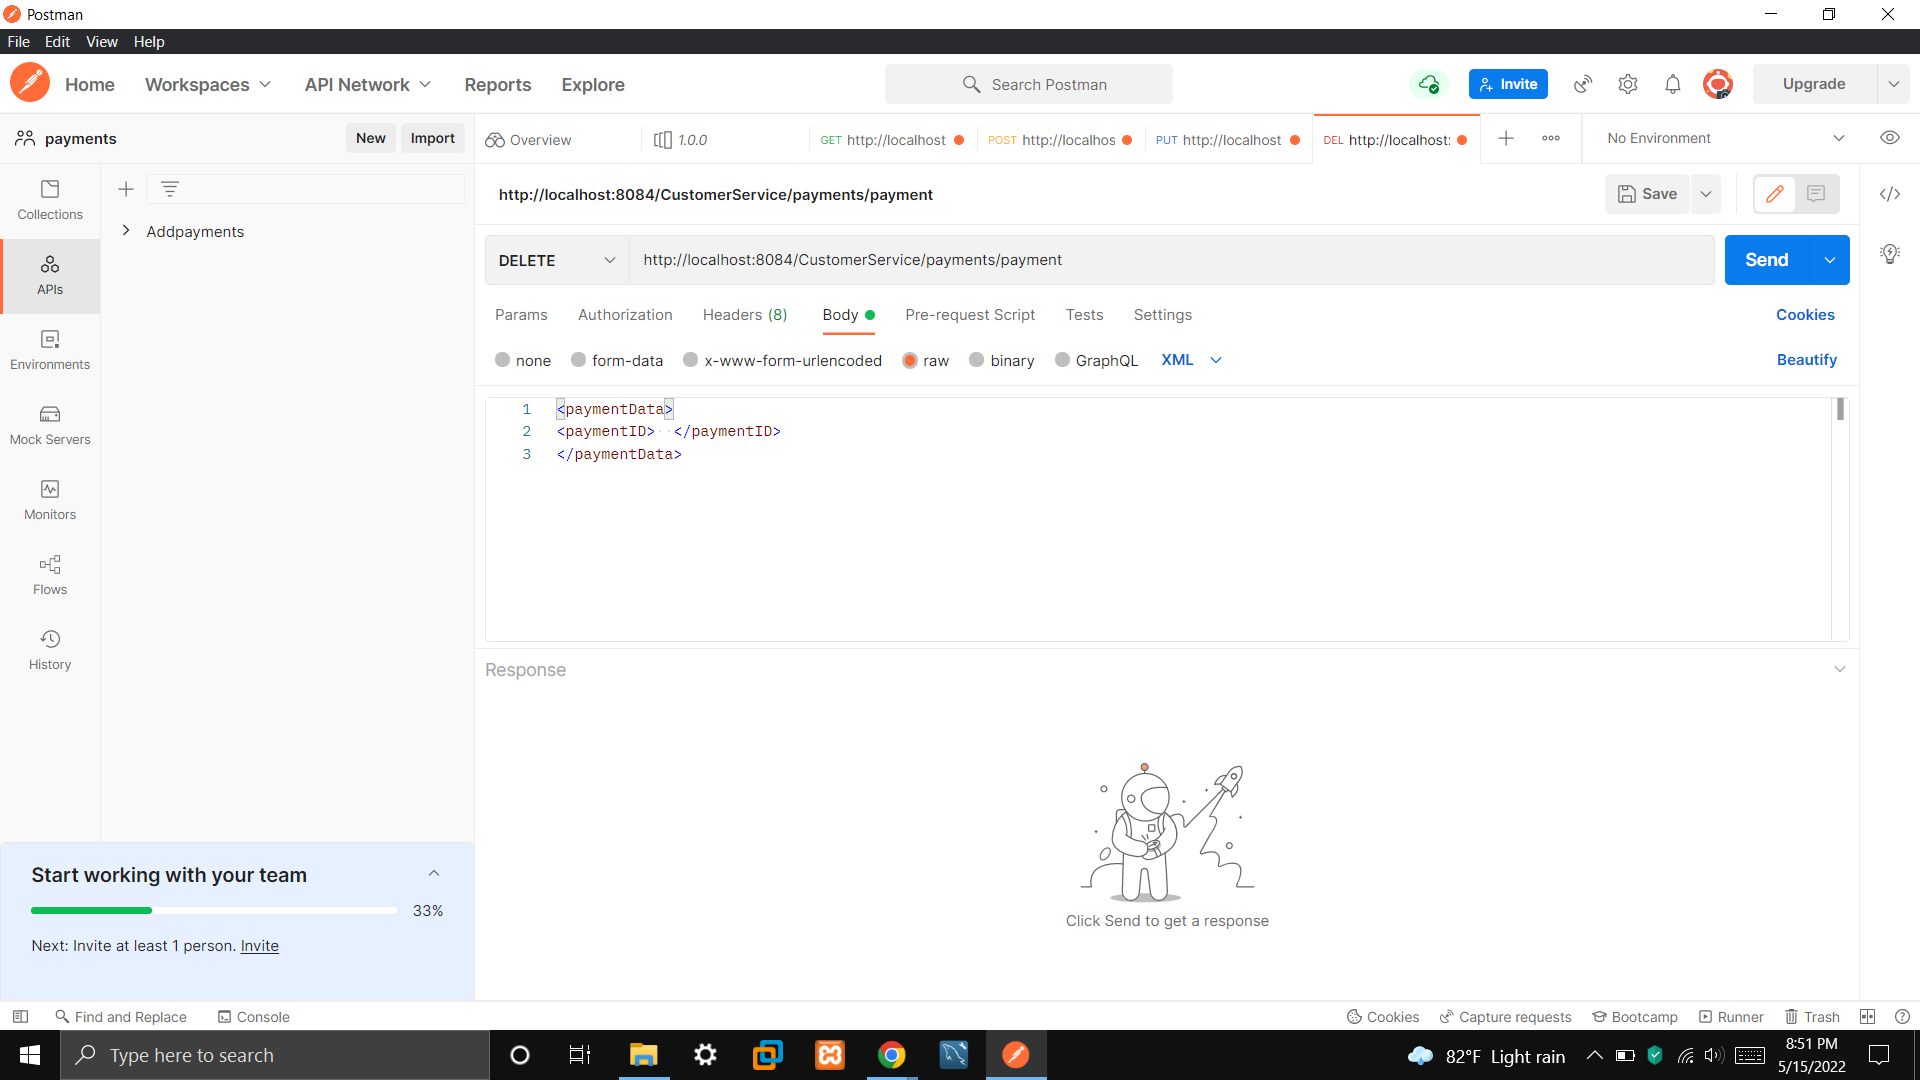 Postman
File Edit View Help
Home Workspaces API Network Reports Explore Search Postman Invite Upgrade
payments New Import Overview 1.0.0 GET http://localhost POST http://localhos PUT http://localhost DEL http://localhost: No Environment
http://localhost:8084/CustomerService/payments/payment Save
Collections
Addpayments
DELETE http://localhost:8084/CustomerService/payments/payment Send
APIs
Params Authorization Headers (8) Body Pre-request Script Tests Settings Cookies
Environments
none form-data x-www-form-urlencoded raw binary GraphQL XML Beautify
1 <paymentData>
2 <paymentID>··</paymentID>
3 </paymentData>
Mock Servers
Monitors
Flows
History
Response
Click Send to get a response
Start working with your team
33%
Next: Invite at least 1 person. Invite
Find and Replace Console Cookies Capture requests Bootcamp Runner Trash
Type here to search 82°F Light rain 8:51 PM
5/15/2022